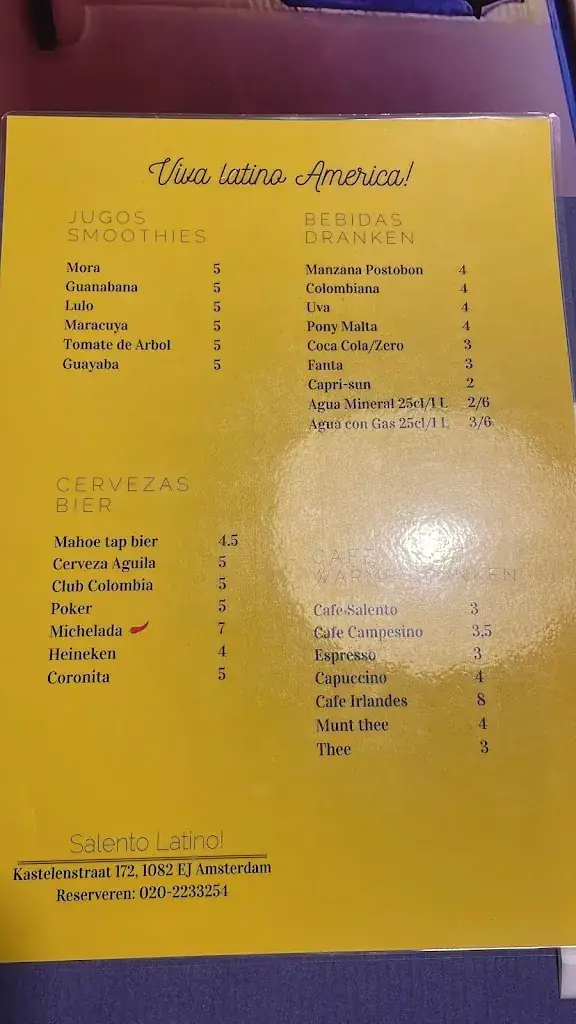 Viva latino America!
JUGOS
SMOOTHIES
Mora 5
Guanabana 5
Lulo 5
Maracuya 5
Tomate de Arbol 5
Guayaba 5
BEBIDAS
DRANKEN
Manzana Postobon 4
Colombiana 4
Uva 4
Pony Malta 4
Coca Cola/Zero 3
Fanta 3
Capri-sun 2
Agua Mineral 25cl/1 L 2/6
Agua con Gas 25cl/1 L 3/6
CERVEZAS
BIER
Mahoe tap bier 4.5
Cerveza Aguila 5
Club Colombia 5
Poker 5
Michelada 7
Heineken 4
Coronita 5
CAFE
WARME DRANKEN
Cafe Salento 3
Cafe Campesino 3.5
Espresso 3
Capuccino 4
Cafe Irlandes 8
Munt thee 4
Thee 3
Salento Latino!
Kastelenstraat 172, 1082 EJ Amsterdam
Reserveren: 020-2233254